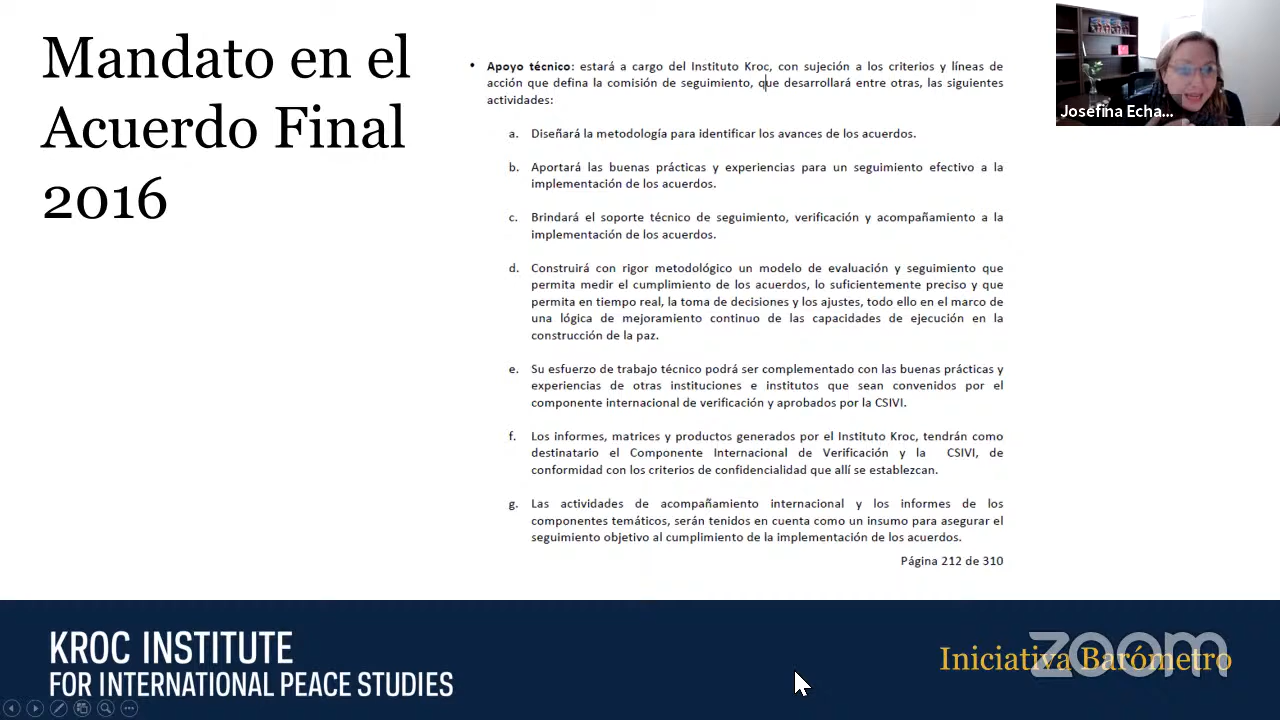 Mandato en el
Acuerdo Final
2016
• Apoyo técnico: estará a cargo del Instituto Kroc, con sujeción a los criterios y líneas de
acción que defina la comisión de seguimiento, que desarrollará entre otras, las siguientes
actividades:
a. Diseñará la metodología para identificar los avances de los acuerdos.
b. Aportará las buenas prácticas y experiencias para un seguimiento efectivo a la
implementación de los acuerdos.
c. Brindará el soporte técnico de seguimiento, verificación y acompañamiento a la
implementación de los acuerdos.
d. Construirá con rigor metodológico un modelo de evaluación y seguimiento que
permita medir el cumplimiento de los acuerdos, lo suficientemente preciso y que
permita en tiempo real, la toma de decisiones y los ajustes, todo ello en el marco de
una lógica de mejoramiento continuo de las capacidades de ejecución en la
construcción de la paz.
e. Su esfuerzo de trabajo técnico podrá ser complementado con las buenas prácticas y
experiencias de otras instituciones e institutos que sean convenidos por el
componente internacional de verificación y aprobados por la CSIVI.
f. Los informes, matrices y productos generados por el Instituto Kroc, tendrán como
destinatario el Componente Internacional de Verificación y la CSIVI, de
conformidad con los criterios de confidencialidad que allí se establezcan.
g. Las actividades de acompañamiento internacional y los informes de los
componentes temáticos, serán tenidos en cuenta como un insumo para asegurar el
seguimiento objetivo al cumplimiento de la implementación de los acuerdos.
Página 212 de 310
Josefina Echa...
KROC INSTITUTE
FOR INTERNATIONAL PEACE STUDIES
Iniciativa Barómetro
zoom